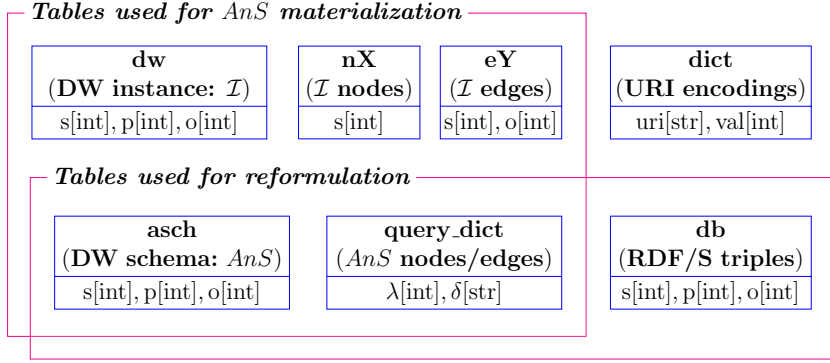 Tables used for AnS materialization
dw
(DW instance: ℐ)
s[int], p[int], o[int]
nX
(ℐ nodes)
s[int]
eY
(ℐ edges)
s[int], o[int]
dict
(URI encodings)
uri[str], val[int]
Tables used for reformulation
asch
(DW schema: AnS)
s[int], p[int], o[int]
query_dict
(AnS nodes/edges)
λ[int], δ[str]
db
(RDF/S triples)
s[int], p[int], o[int]